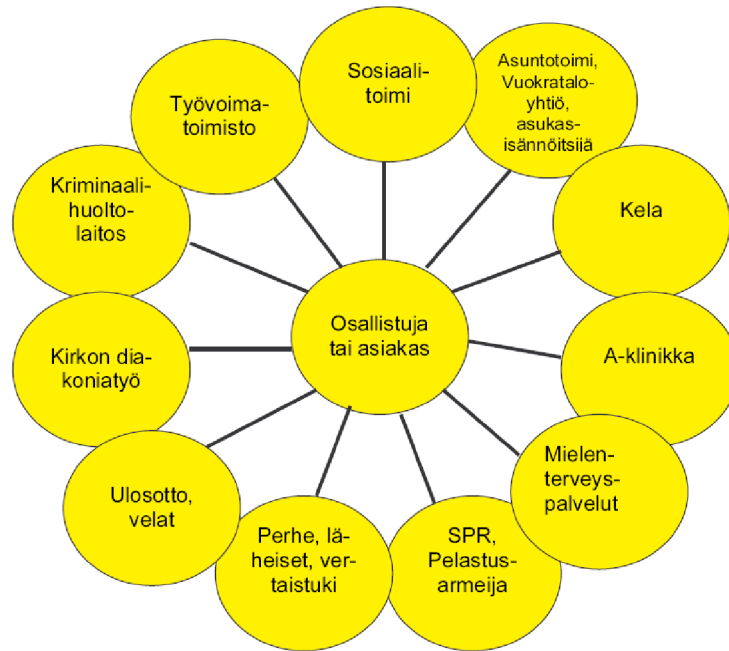 Sosiaali-
toimi
Asuntotoimi,
Vuokratalo-
yhtiö,
asukas-
isännöitsijä
Kela
A-klinikka
Mielen-
terveys-
palvelut
SPR,
Pelastus-
armeija
Perhe, lä-
heiset, ver-
taistuki
Ulosotto,
velat
Kirkon dia-
koniatyö
Kriminaali-
huolto-
laitos
Työvoima-
toimisto
Osallistuja
tai asiakas